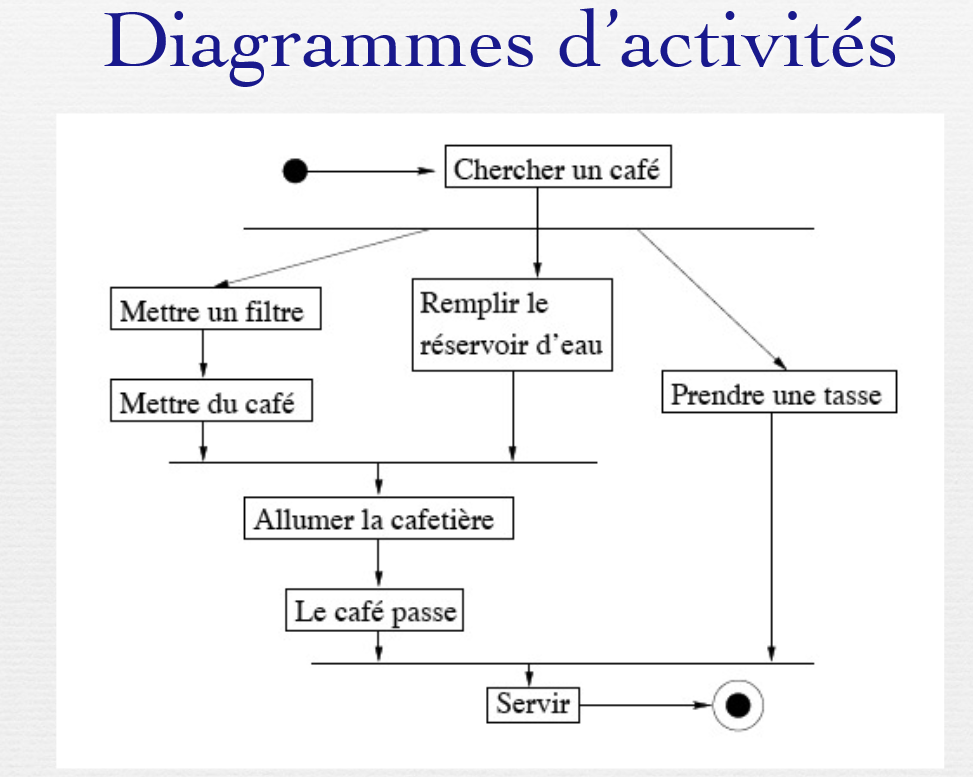 Diagrammes d'activités
Chercher un café
Mettre un filtre
Remplir le
réservoir d'eau
Mettre du café
Prendre une tasse
Allumer la cafetière
Le café passe
Servir